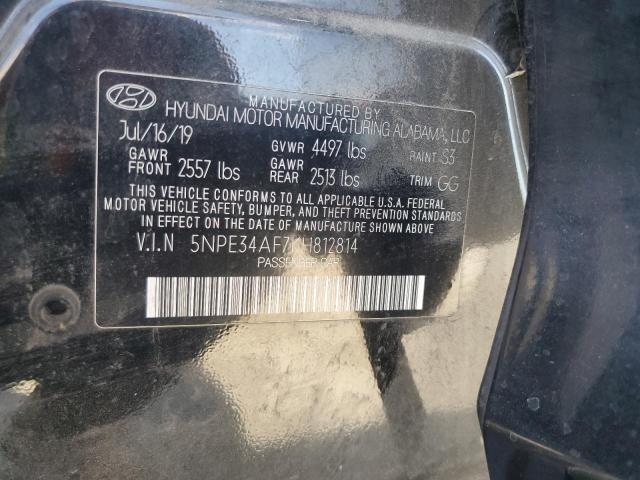 MANUFACTURED BY
HYUNDAI MOTOR MANUFACTURING ALABAMA, LLC
Jul/16/19
GVWR 4497 lbs
PAINT S3
GAWR FRONT 2557 lbs
GAWR REAR 2513 lbs
TRIM GG
THIS VEHICLE CONFORMS TO ALL APPLICABLE U.S.A. FEDERAL
MOTOR VEHICLE SAFETY, BUMPER, AND THEFT PREVENTION STANDARDS
IN EFFECT ON THE DATE OF MANUFACTURE SHOWN ABOVE.
V.I.N 5NPE34AF7KH812814
PASSENGER CAR